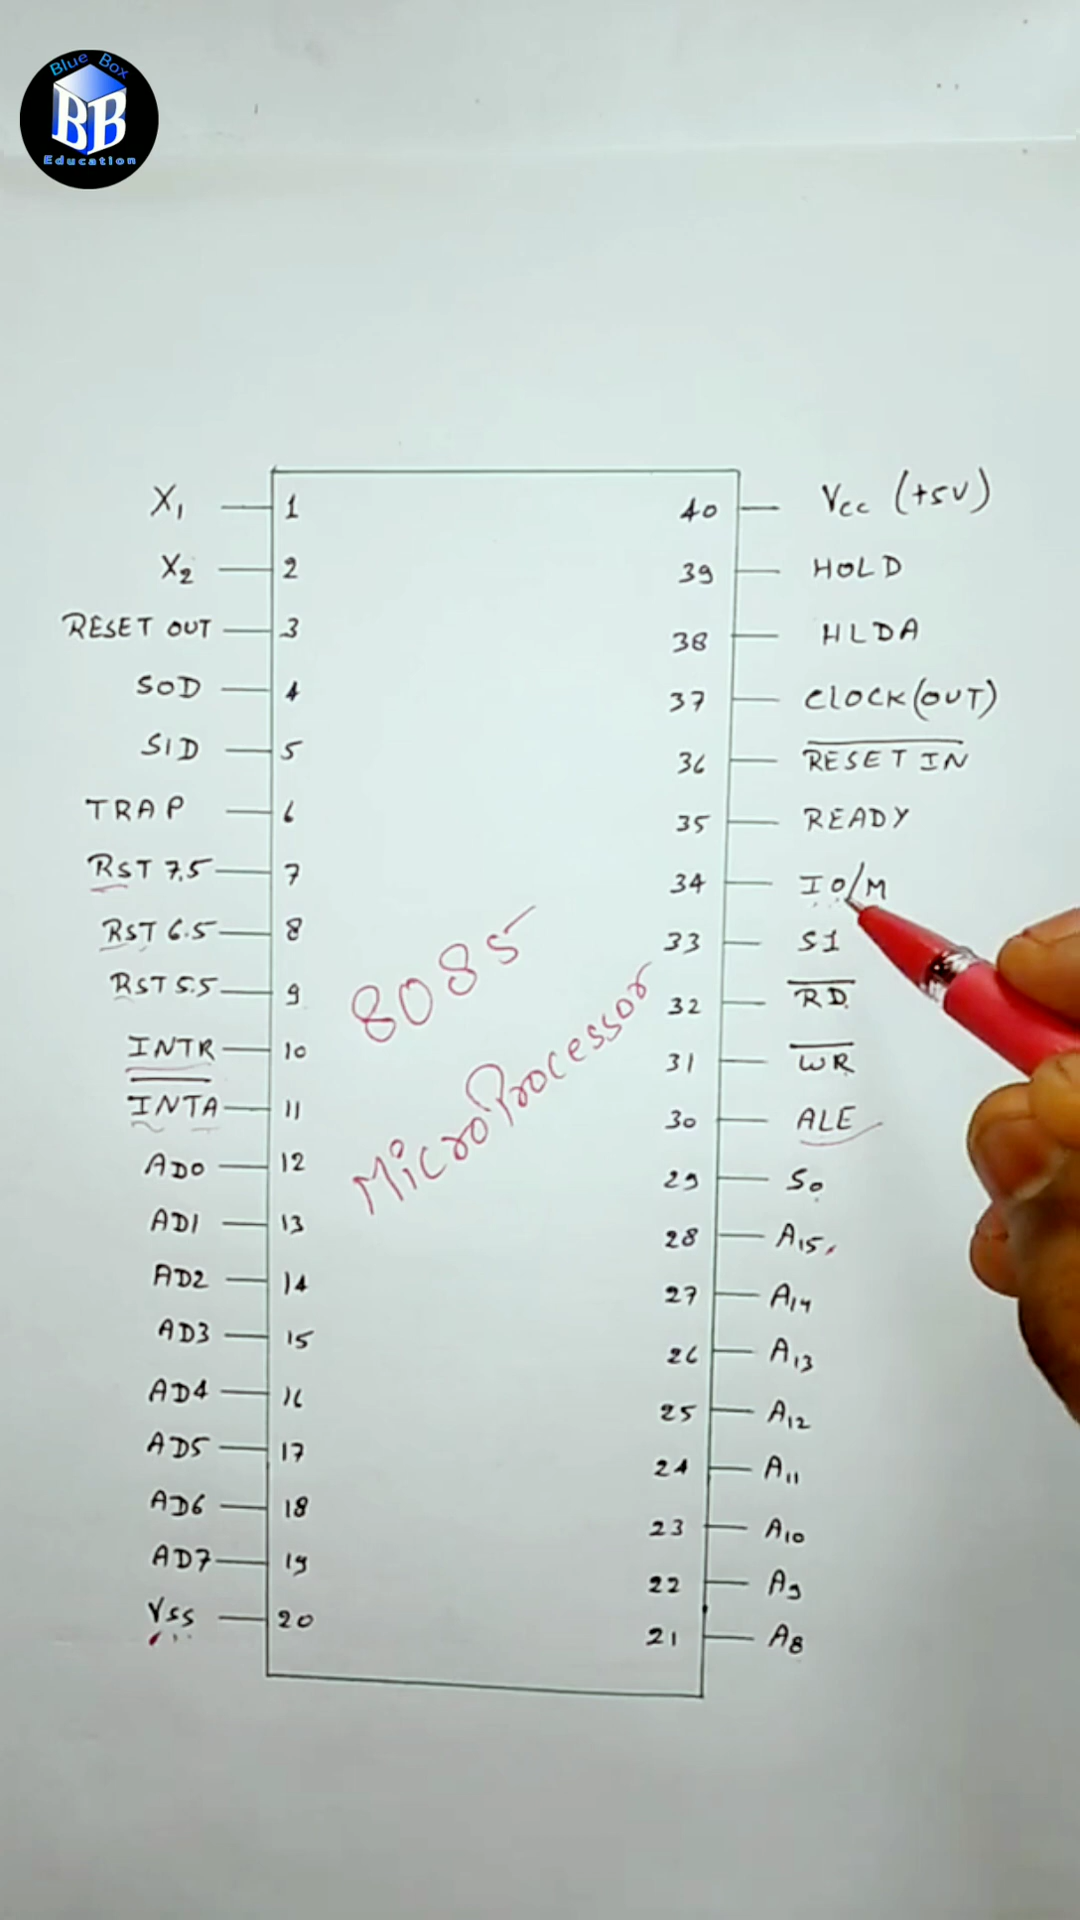 Blue Box
BB
Education
X1 1 40 Vcc (+5V)
X2 2 39 HOLD
RESET OUT 3 38 HLDA
SOD 4 37 CLOCK(OUT)
SID 5 36 RESET IN
TRAP 6 35 READY
RST 7.5 7 34 IO/M
RST 6.5 8 33 S1
RST 5.5 9 32 RD
INTR 10 31 WR
INTA 11 30 ALE
AD0 12 29 S0
AD1 13 28 A15
AD2 14 27 A14
AD3 15 26 A13
AD4 16 25 A12
AD5 17 24 A11
AD6 18 23 A10
AD7 19 22 A9
Vss 20 21 A8
8085
MicroProcessor